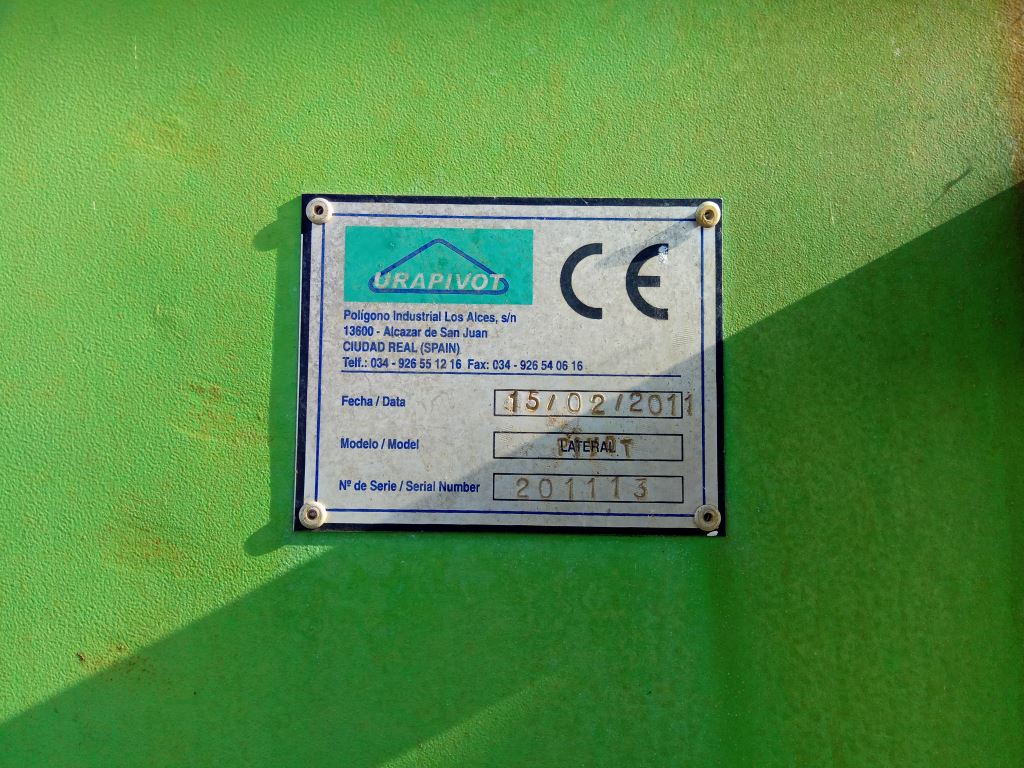 URAPIVOT
CE
Polígono Industrial Los Alces, s/n
13600 - Alcazar de San Juan
CIUDAD REAL (SPAIN)
Telf.: 034 - 926 55 12 16 Fax: 034 - 926 54 06 16
Fecha / Data 15/02/2011
Modelo / Model LATERAL
Nº de Serie / Serial Number 201113